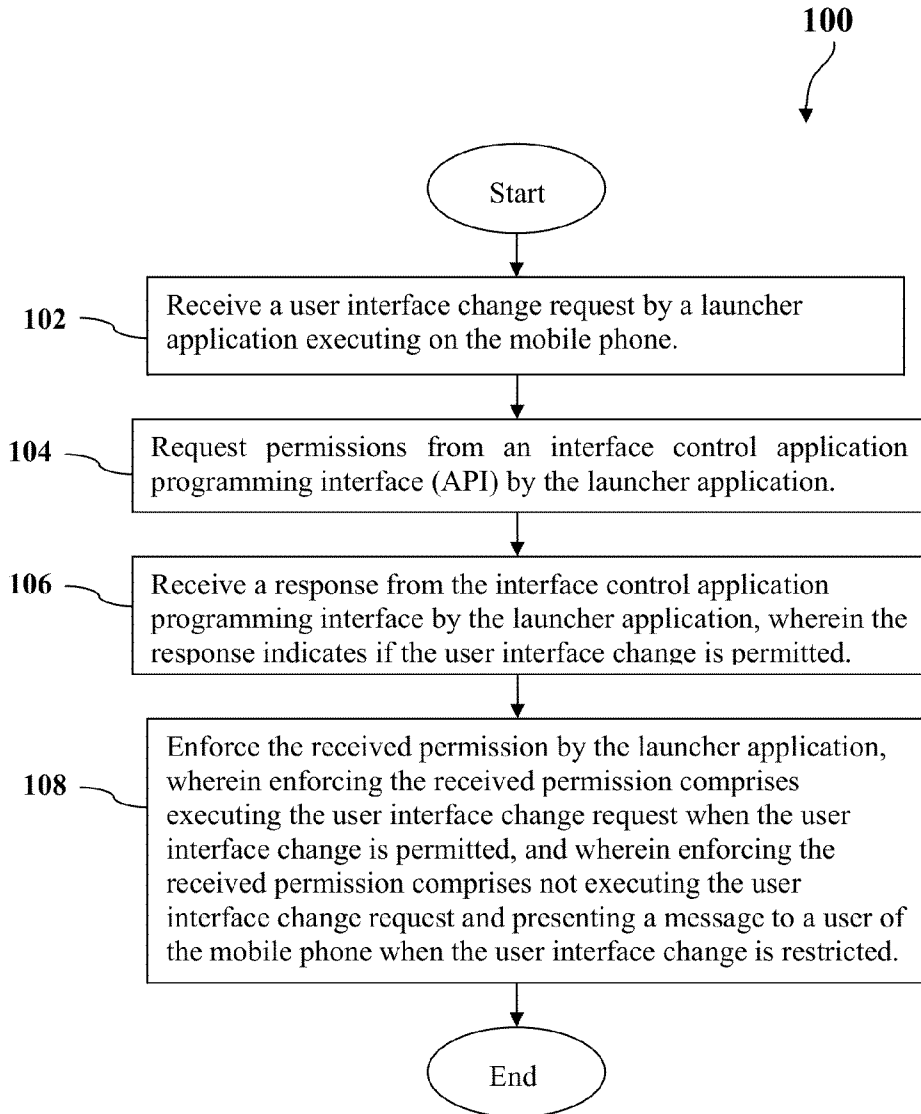 100
Start
102
Receive a user interface change request by a launcher
application executing on the mobile phone.
104
Request permissions from an interface control application
programming interface (API) by the launcher application.
106
Receive a response from the interface control application
programming interface by the launcher application, wherein the
response indicates if the user interface change is permitted.
108
Enforce the received permission by the launcher application,
wherein enforcing the received permission comprises
executing the user interface change request when the user
interface change is permitted, and wherein enforcing the
received permission comprises not executing the user
interface change request and presenting a message to a user of
the mobile phone when the user interface change is restricted.
End